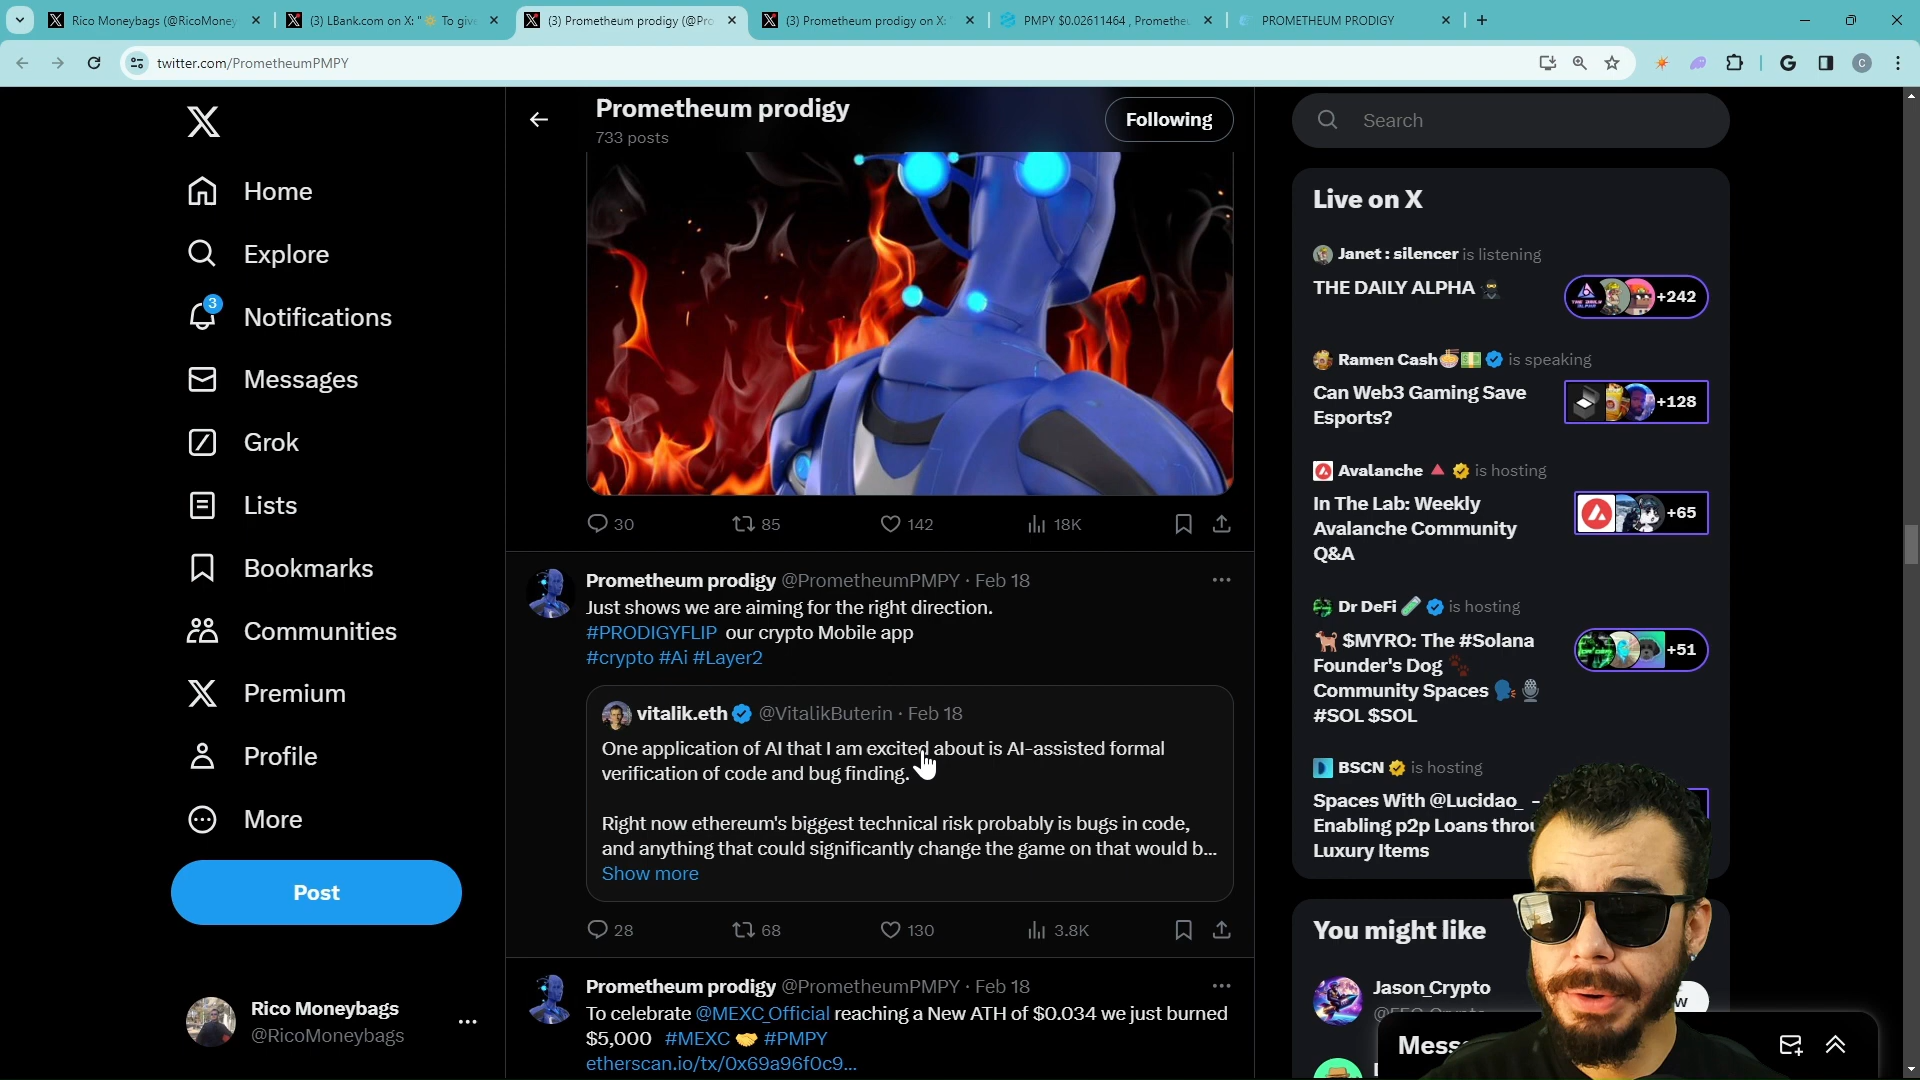 Rico Moneybags (@RicoMoney
(3) LBank.com on X: "🔆 To give
(3) Prometheum prodigy (@Pro
(3) Prometheum prodigy on X: "
PMPY $0.02611464 , Promethe
PROMETHEUM PRODIGY
twitter.com/PrometheumPMPY
C
Home
Explore
3
Notifications
Messages
Grok
Lists
Bookmarks
Communities
Premium
Profile
More
Post
Rico Moneybags
@RicoMoneybags
Prometheum prodigy
733 posts
Following
30
85
142
18K
Prometheum prodigy @PrometheumPMPY · Feb 18
Just shows we are aiming for the right direction.
#PRODIGYFLIP our crypto Mobile app
#crypto #Ai #Layer2
vitalik.eth @VitalikButerin · Feb 18
One application of AI that I am excited about is AI-assisted formal
verification of code and bug finding.
Right now ethereum's biggest technical risk probably is bugs in code,
and anything that could significantly change the game on that would b...
Show more
28
68
130
3.8K
Prometheum prodigy @PrometheumPMPY · Feb 18
To celebrate @MEXC_Official reaching a New ATH of $0.034 we just burned
$5,000 #MEXC 🤝 #PMPY
etherscan.io/tx/0x69a96f0c9...
Search
Live on X
Janet : silencer is listening
THE DAILY ALPHA
+242
Ramen Cash🍜💵 is speaking
Can Web3 Gaming Save
Esports?
+128
Avalanche 🔺 is hosting
In The Lab: Weekly
Avalanche Community
Q&A
+65
Dr DeFi 🧪 is hosting
🐕 $MYRO: The #Solana
Founder's Dog 🐾
Community Spaces 🗣️🎙️
#SOL $SOL
+51
BSCN is hosting
Spaces With @Lucidao_ -
Enabling p2p Loans throu
Luxury Items
You might like
Jason_Crypto
Mess